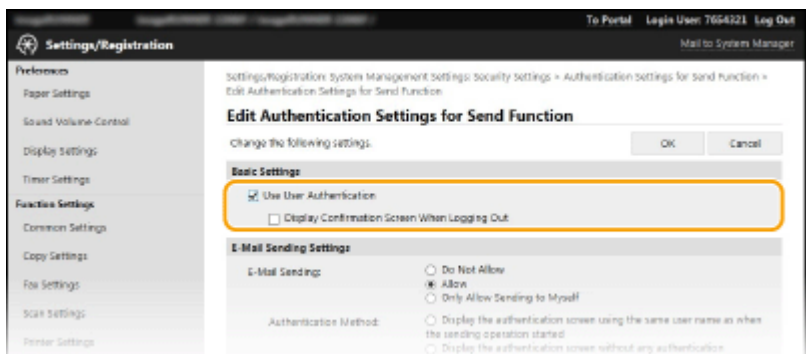 To Portal Login User: 7654321 Log Out
Settings/Registration
Mail to System Manager
Preferences
Paper Settings
Sound Volume Control
Display Settings
Timer Settings
Function Settings
Common Settings
Copy Settings
Fax Settings
Scan Settings
Printer Settings
Settings/Registration: System Management Settings: Security Settings > Authentication Settings for Send Function >
Edit Authentication Settings for Send Function
Edit Authentication Settings for Send Function
Change the following settings.
OK
Cancel
Basic Settings
Use User Authentication
Display Confirmation Screen When Logging Out
E-Mail Sending Settings
E-Mail Sending:
Do Not Allow
Allow
Only Allow Sending to Myself
Authentication Method:
Display the authentication screen using the same user name as when
the sending operation started
Display the authentication screen without any authentication